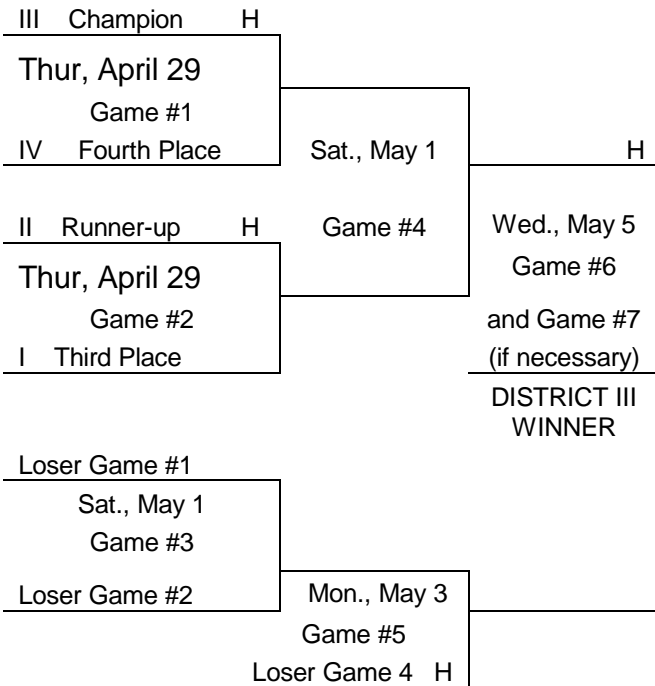 III Champion H
Thur, April 29
Game #1
IV Fourth Place
Sat., May 1
H
II Runner-up H
Game #4
Wed., May 5
Thur, April 29
Game #6
Game #2
and Game #7
I Third Place
(if necessary)
DISTRICT III
WINNER
Loser Game #1
Sat., May 1
Game #3
Loser Game #2
Mon., May 3
Game #5
Loser Game 4 H